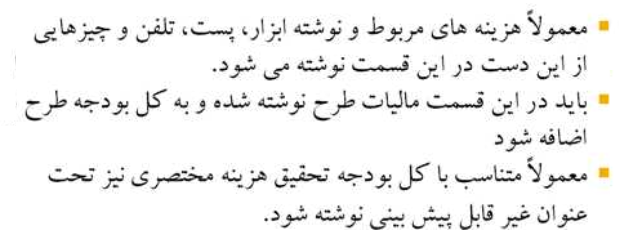 ▪ معمولاً هزینه های مربوط و نوشته ابزار، پست، تلفن و چیزهایی
از این دست در این قسمت نوشته می شود.
▪ باید در این قسمت مالیات طرح نوشته شده و به کل بودجه طرح
اضافه شود
▪ معمولاً متناسب با کل بودجه تحقیق هزینه مختصری نیز تحت
عنوان غیر قابل پیش بینی نوشته شود.